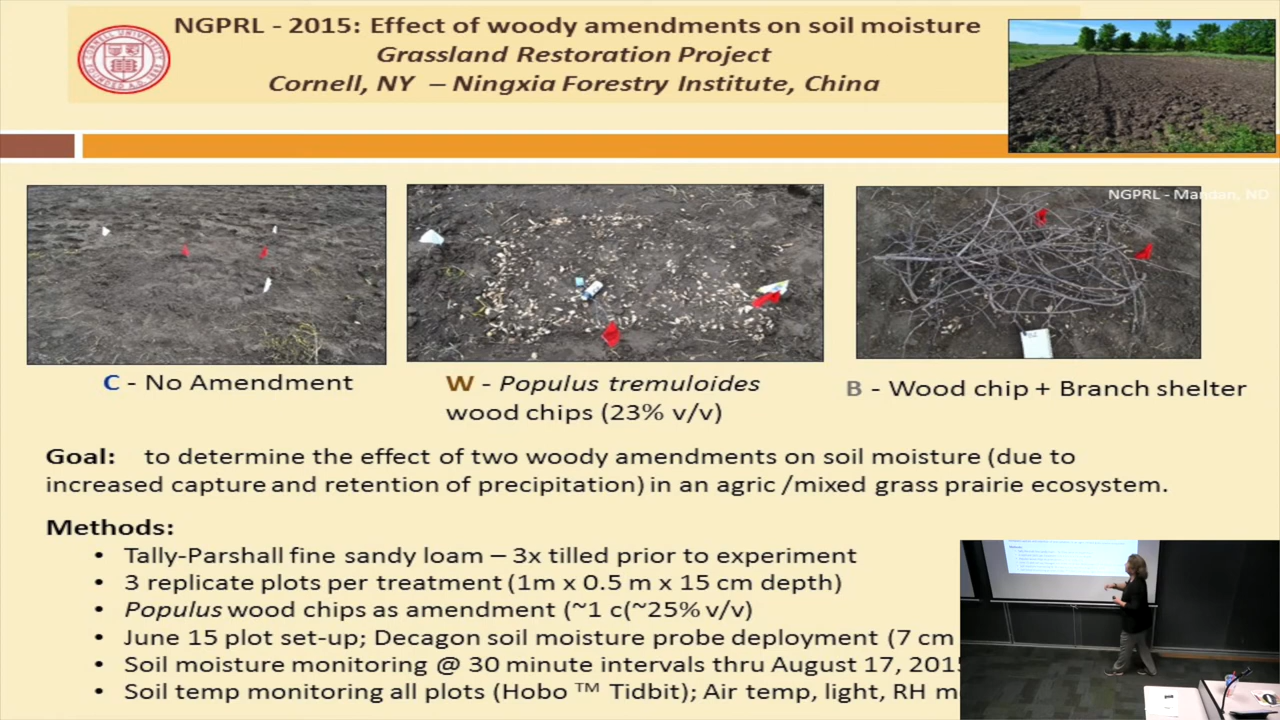 NGPRL - 2015: Effect of woody amendments on soil moisture
Grassland Restoration Project
Cornell, NY – Ningxia Forestry Institute, China
NGPRL - Mandan, ND
C - No Amendment
W - Populus tremuloides
wood chips (23% v/v)
B - Wood chip + Branch shelter
Goal: to determine the effect of two woody amendments on soil moisture (due to
increased capture and retention of precipitation) in an agric /mixed grass prairie ecosystem.
Methods:
• Tally-Parshall fine sandy loam – 3x tilled prior to experiment
• 3 replicate plots per treatment (1m x 0.5 m x 15 cm depth)
• Populus wood chips as amendment (~1 c(~25% v/v)
• June 15 plot set-up; Decagon soil moisture probe deployment (7 cm
• Soil moisture monitoring @ 30 minute intervals thru August 17, 2015
• Soil temp monitoring all plots (Hobo ™ Tidbit); Air temp, light, RH